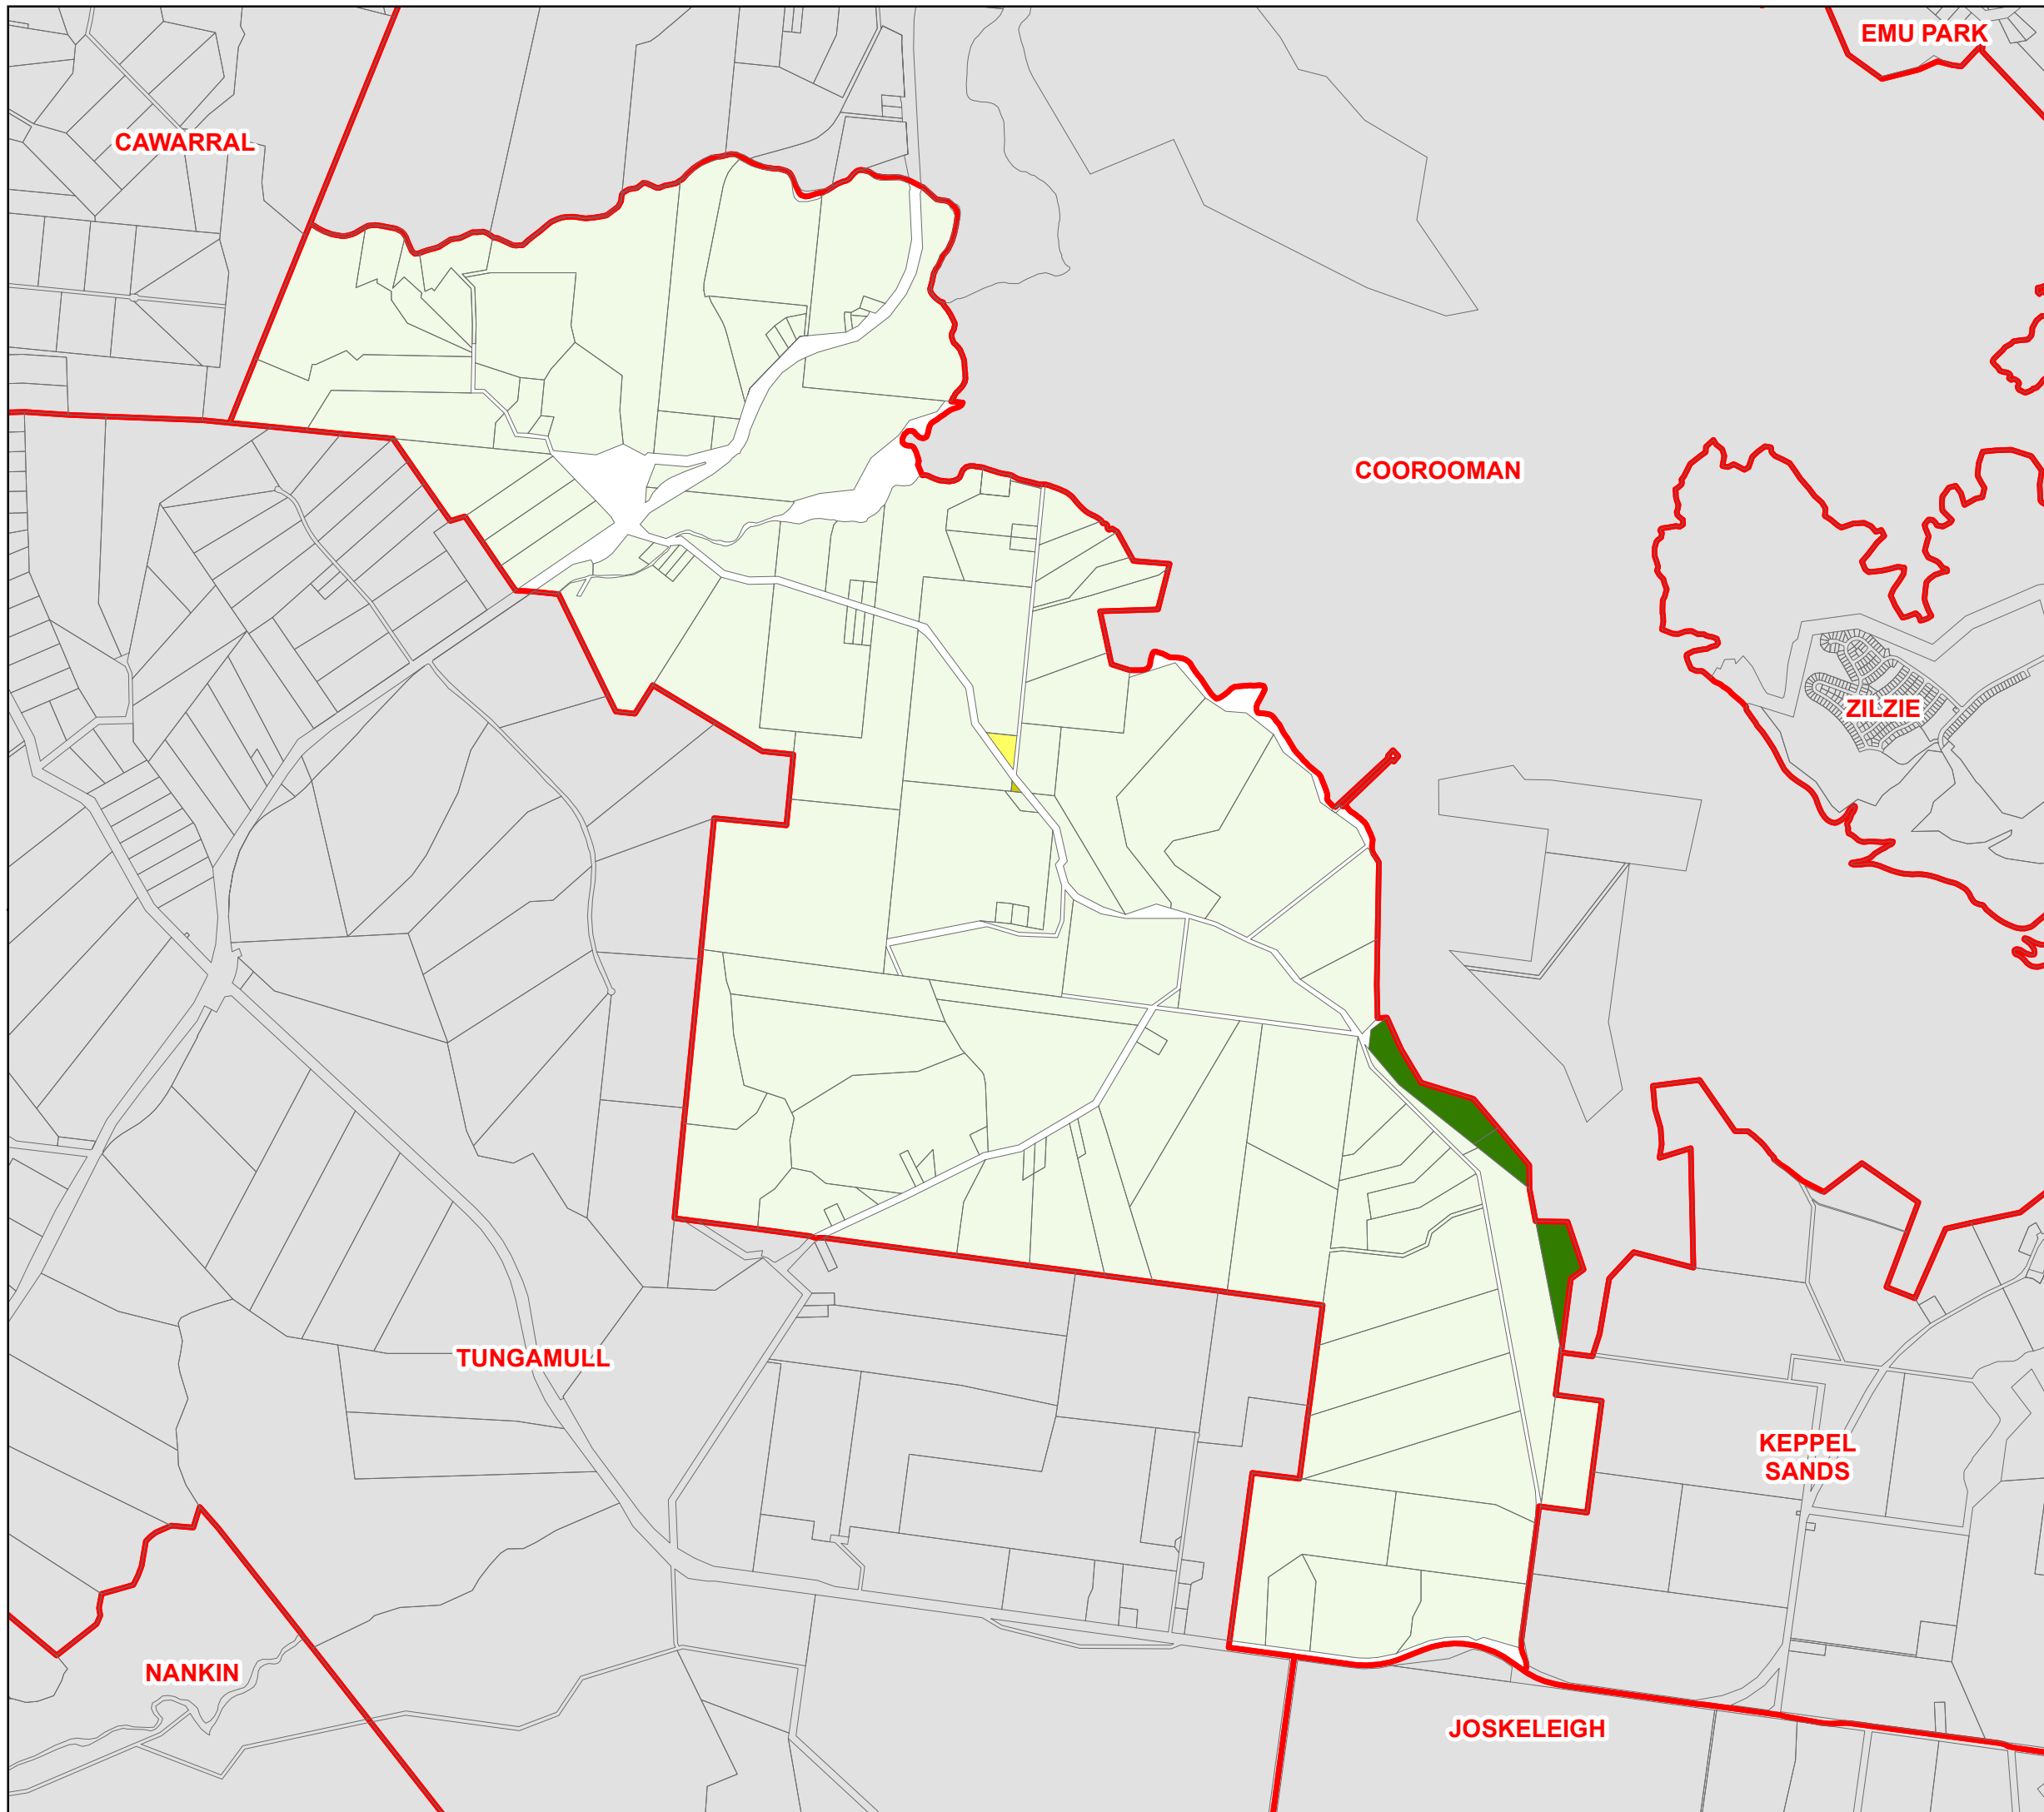 EMU PARK
CAWARRAL
COOROOMAN
ZILZIE
TUNGAMULL
KEPPEL
SANDS
NANKIN
JOSKELEIGH